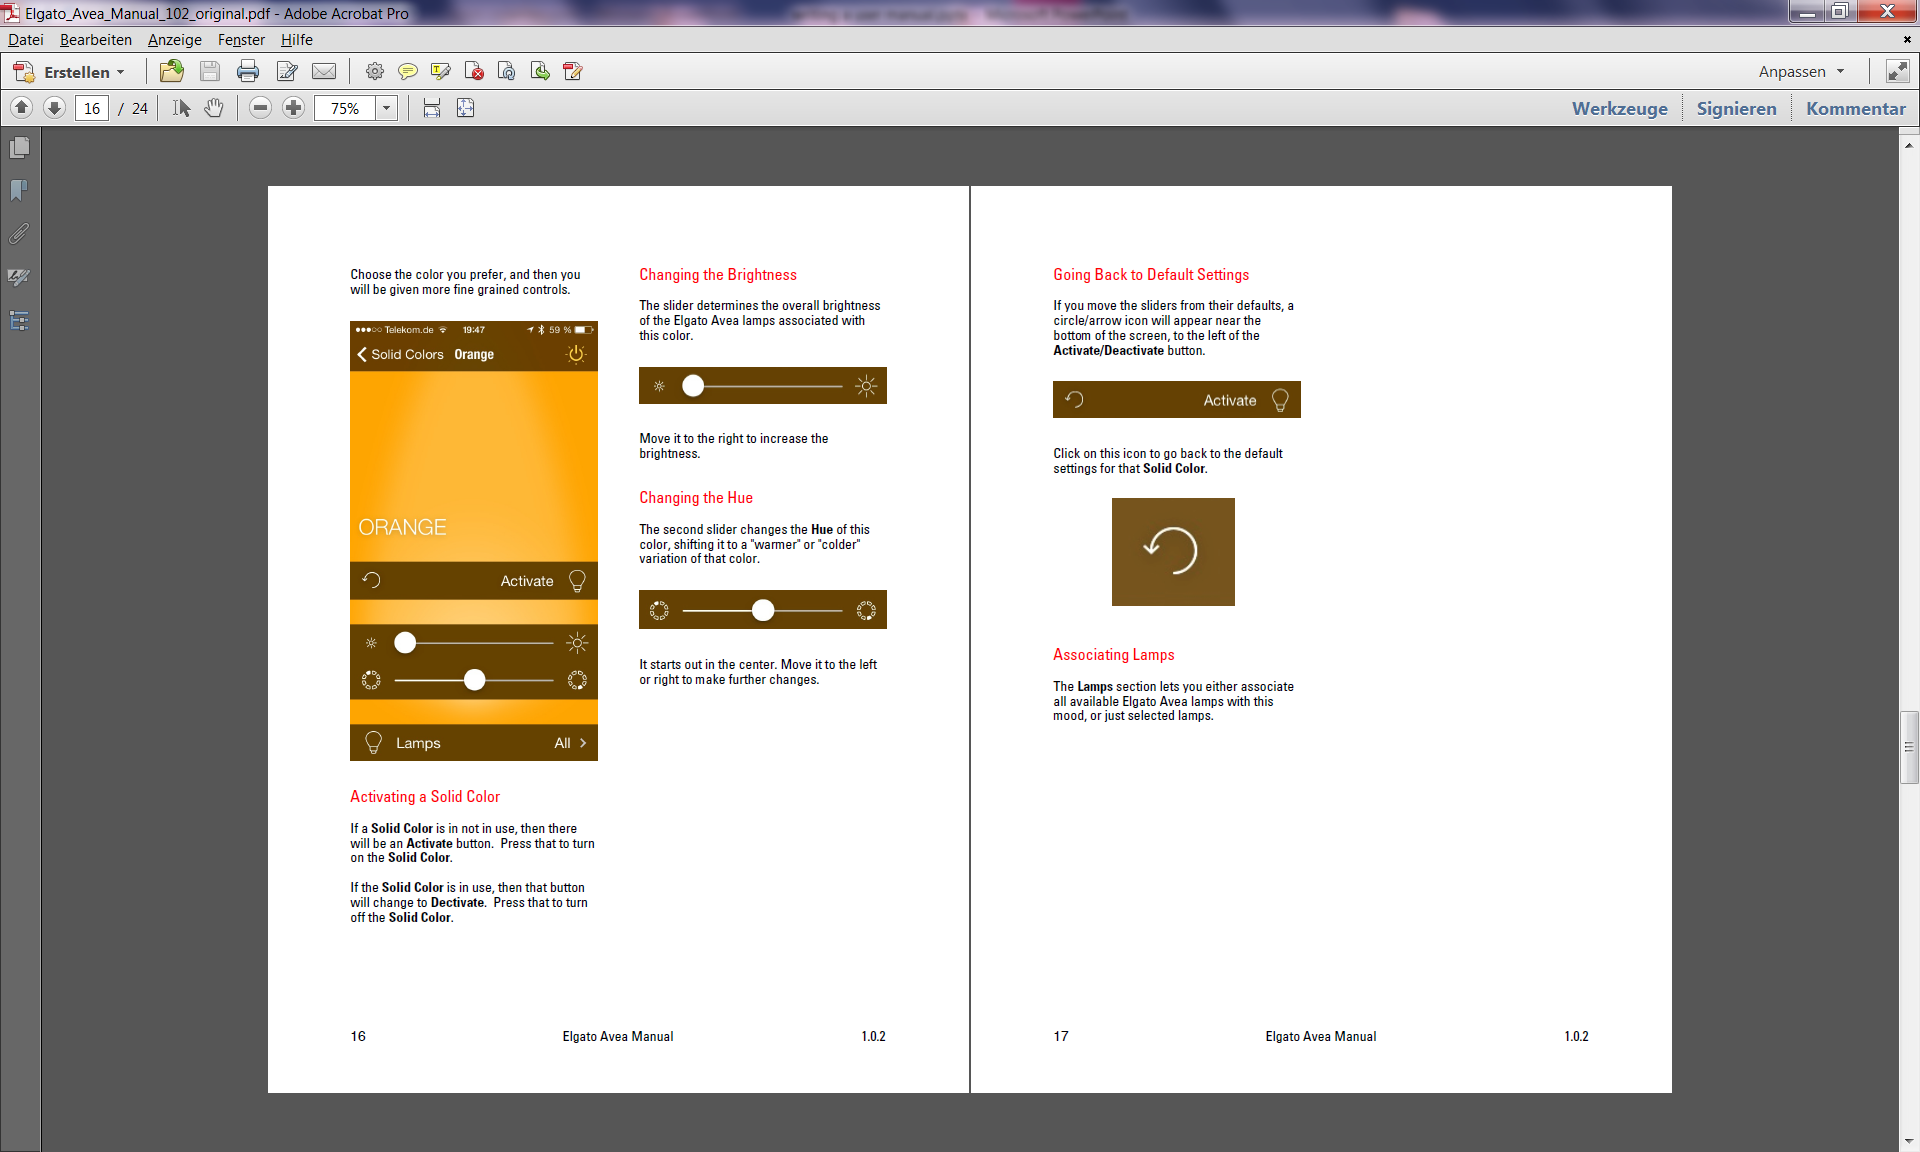 Elgato_Avea_Manual_102_original.pdf - Adobe Acrobat Pro
Datei Bearbeiten Anzeige Fenster Hilfe
Erstellen
Anpassen
16 / 24
75%
Werkzeuge
Signieren
Kommentar
Choose the color you prefer, and then you
will be given more fine grained controls.
Telekom.de 19:47 59 %
Solid Colors Orange
ORANGE
Activate
Lamps All
Activating a Solid Color
If a Solid Color is in not in use, then there
will be an Activate button.  Press that to turn
on the Solid Color.
If the Solid Color is in use, then that button
will change to Dectivate.  Press that to turn
off the Solid Color.
Changing the Brightness
The slider determines the overall brightness
of the Elgato Avea lamps associated with
this color.
Move it to the right to increase the
brightness.
Changing the Hue
The second slider changes the Hue of this
color, shifting it to a "warmer" or "colder"
variation of that color.
It starts out in the center. Move it to the left
or right to make further changes.
16 Elgato Avea Manual 1.0.2
Going Back to Default Settings
If you move the sliders from their defaults, a
circle/arrow icon will appear near the
bottom of the screen, to the left of the
Activate/Deactivate button.
Activate
Click on this icon to go back to the default
settings for that Solid Color.
Associating Lamps
The Lamps section lets you either associate
all available Elgato Avea lamps with this
mood, or just selected lamps.
17 Elgato Avea Manual 1.0.2